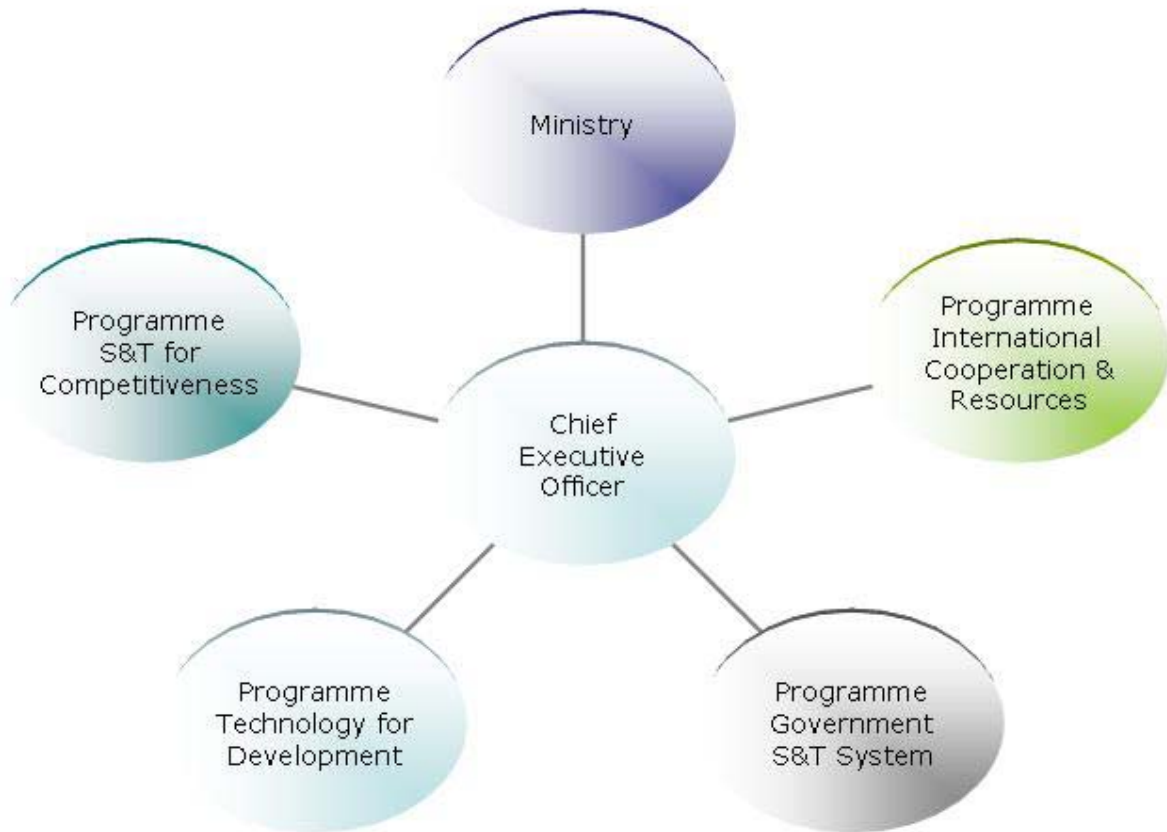 Ministry
Programme
S&T for
Competitiveness
Programme
International
Cooperation &
Resources
Chief
Executive
Officer
Programme
Technology for
Development
Programme
Government
S&T System